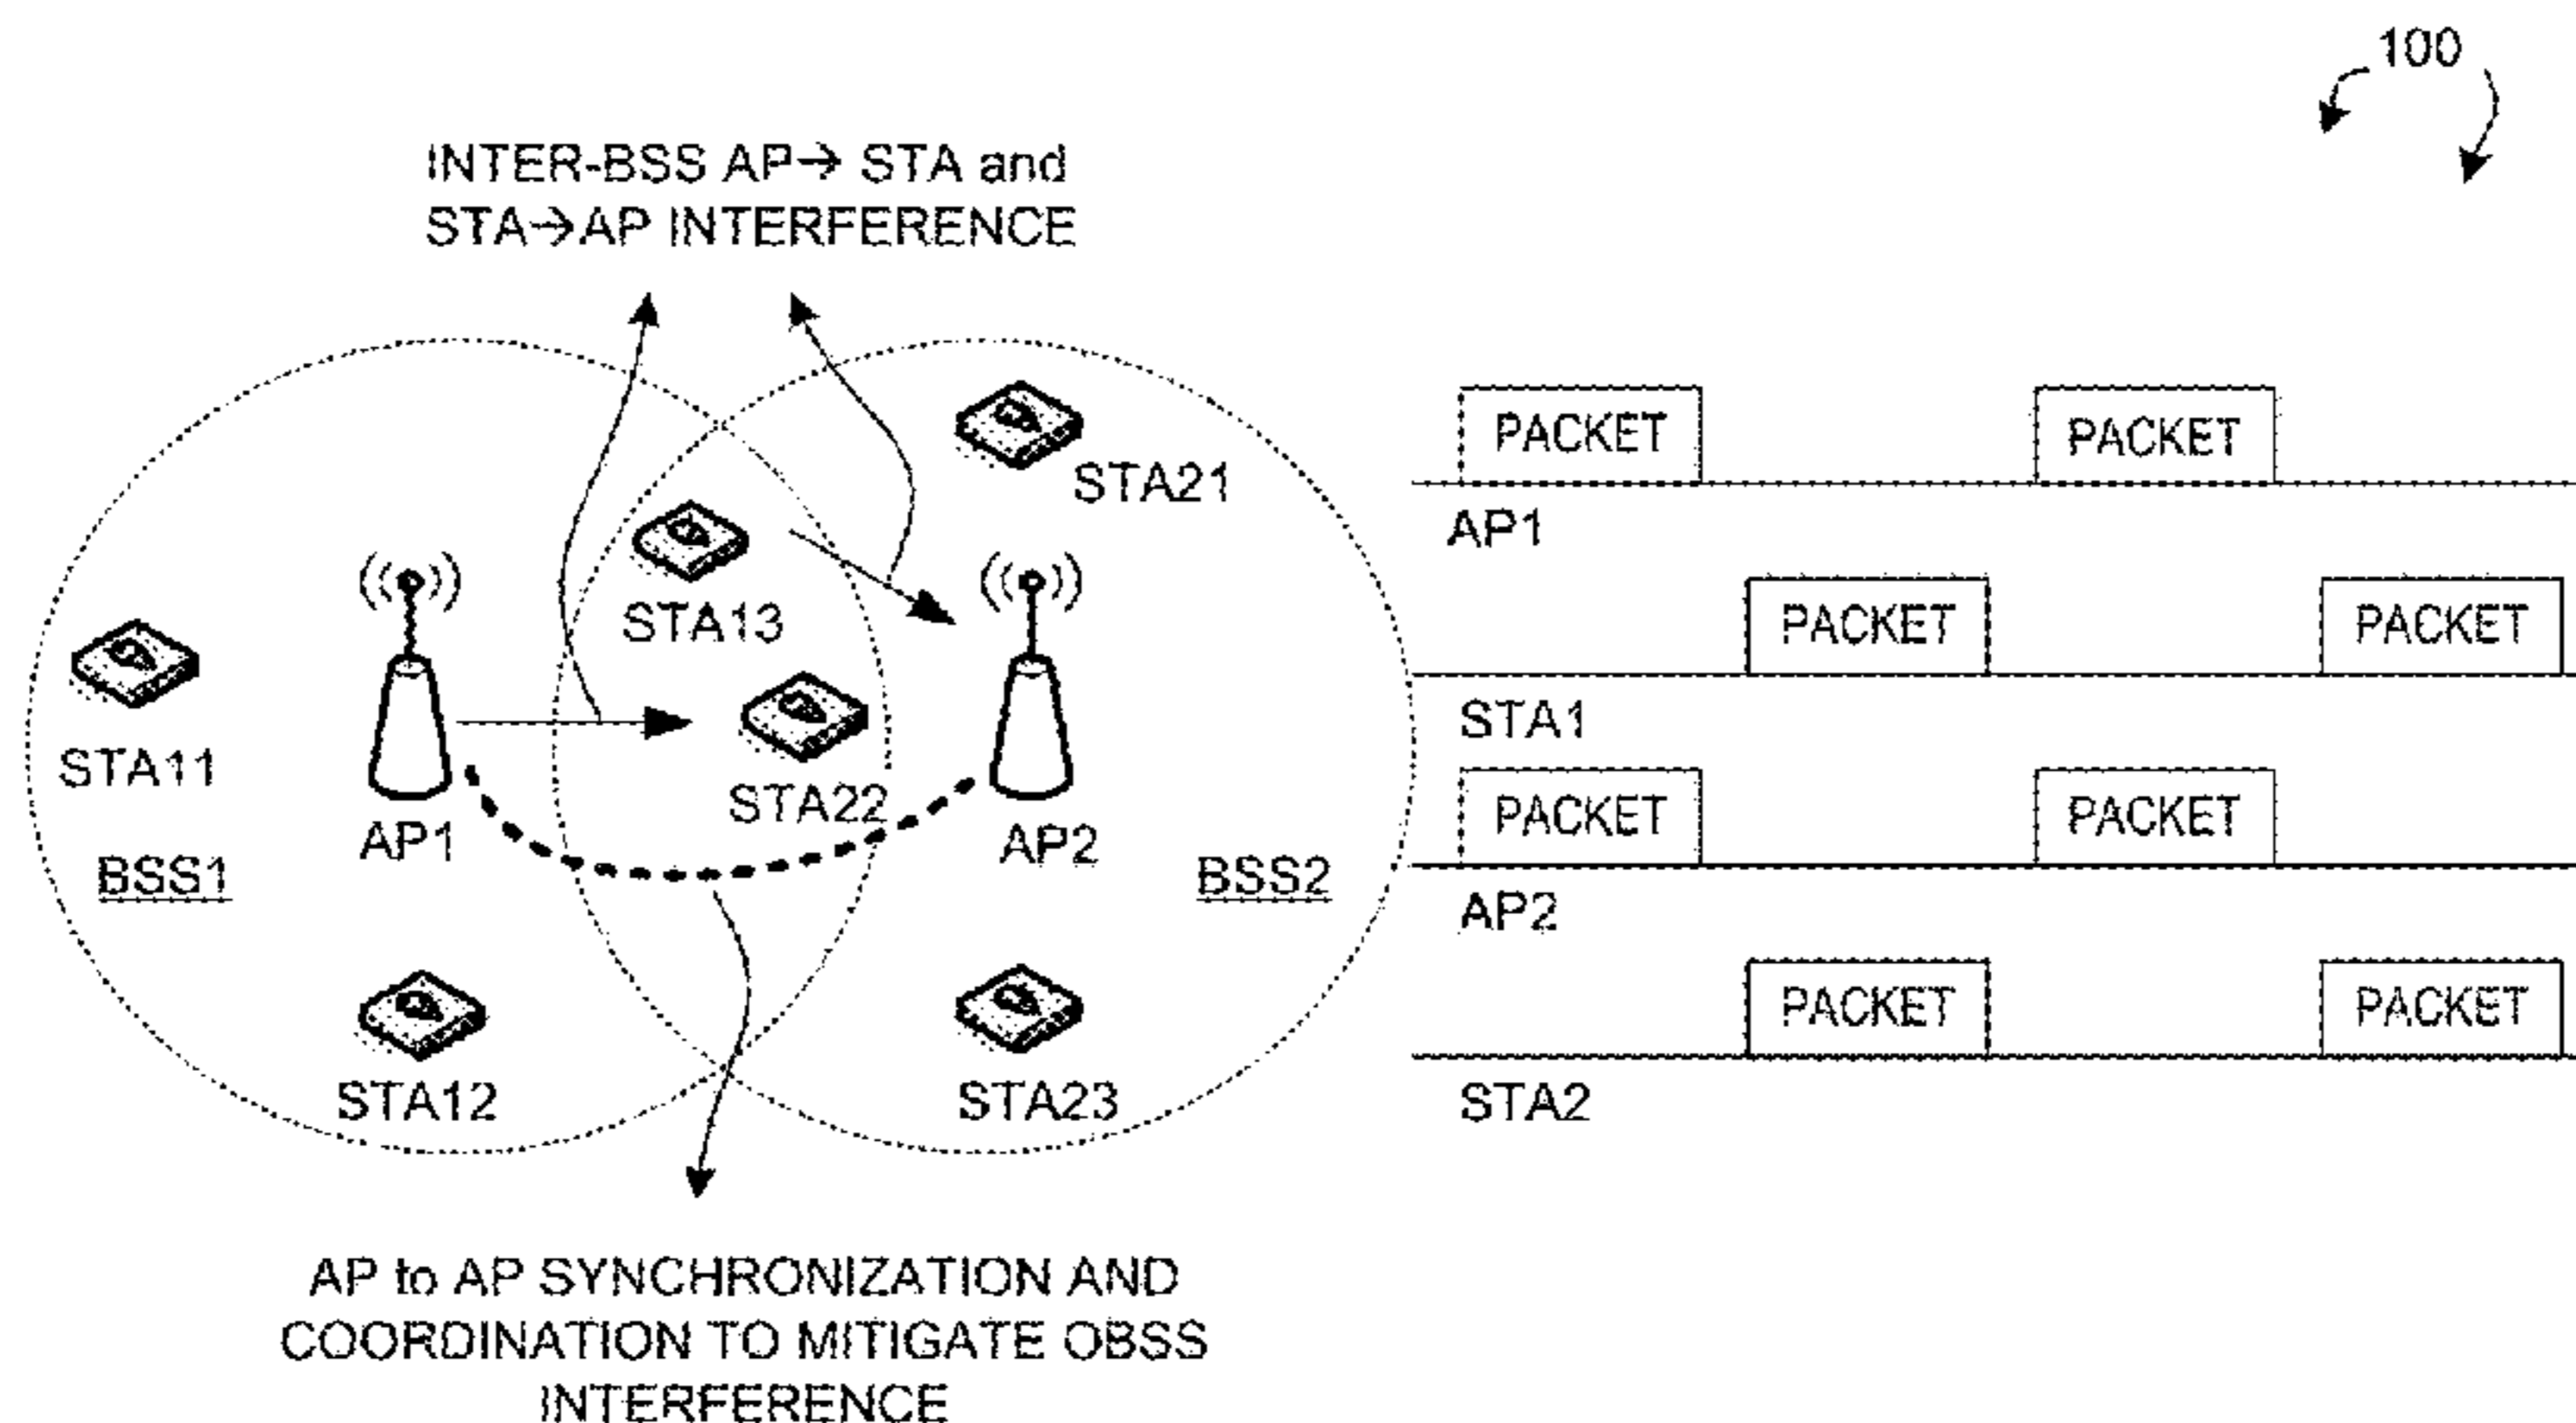 100
INTER-BSS AP→ STA and
STA→AP INTERFERENCE
STA21
STA13
STA11
AP1
STA22
AP2
BSS1
BSS2
STA12
STA23
AP to AP SYNCHRONIZATION AND
COORDINATION TO MITIGATE OBSS
INTERFERENCE
PACKET PACKET
AP1
PACKET PACKET
STA1
PACKET PACKET
AP2
PACKET PACKET
STA2